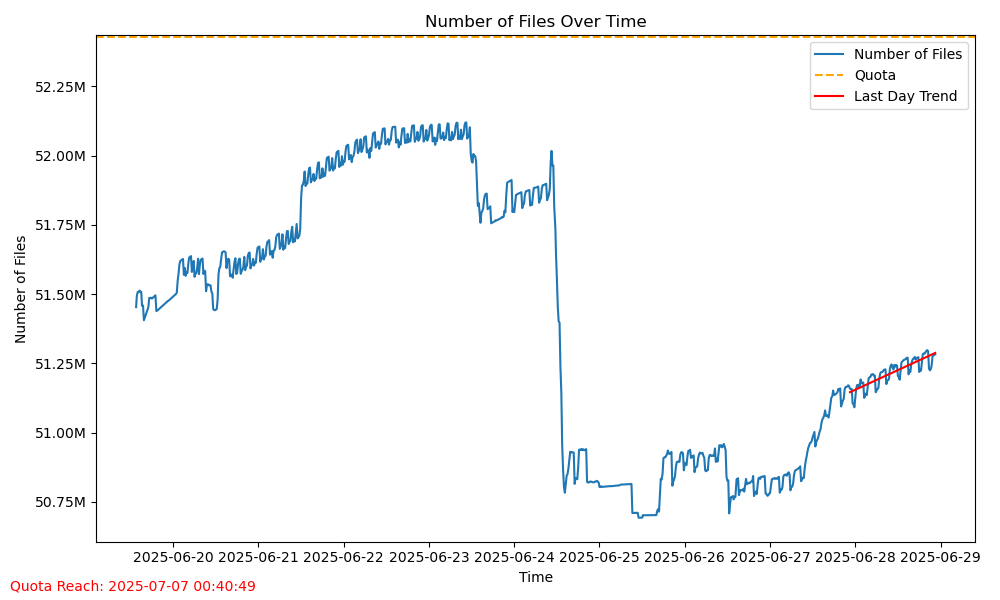 Number of Files Over Time
Number of Files
Quota
Last Day Trend
52.25M
52.00M
51.75M
51.50M
51.25M
51.00M
50.75M
Number of Files
2025-06-20 2025-06-21 2025-06-22 2025-06-23 2025-06-24 2025-06-25 2025-06-26 2025-06-27 2025-06-28 2025-06-29
Time
Quota Reach: 2025-07-07 00:40:49